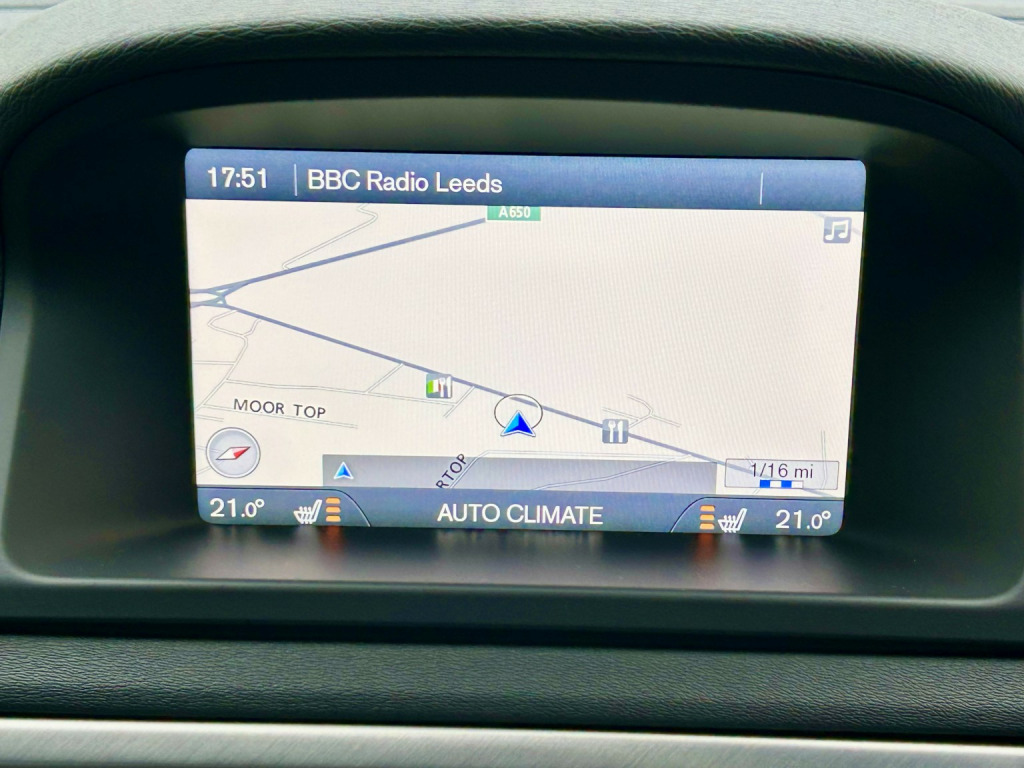 17:51 BBC Radio Leeds
A650
MOOR TOP
RTOP
1/16 mi
21.0° AUTO CLIMATE 21.0°